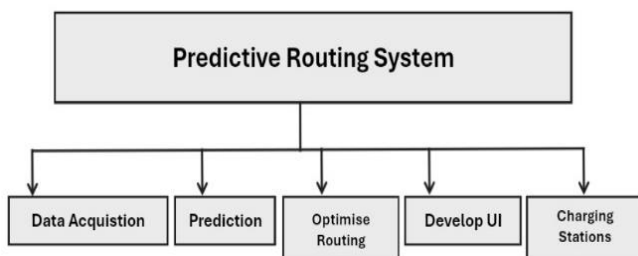 Predictive Routing System
Data Acquistion
Prediction
Optimise
Routing
Develop UI
Charging
Stations